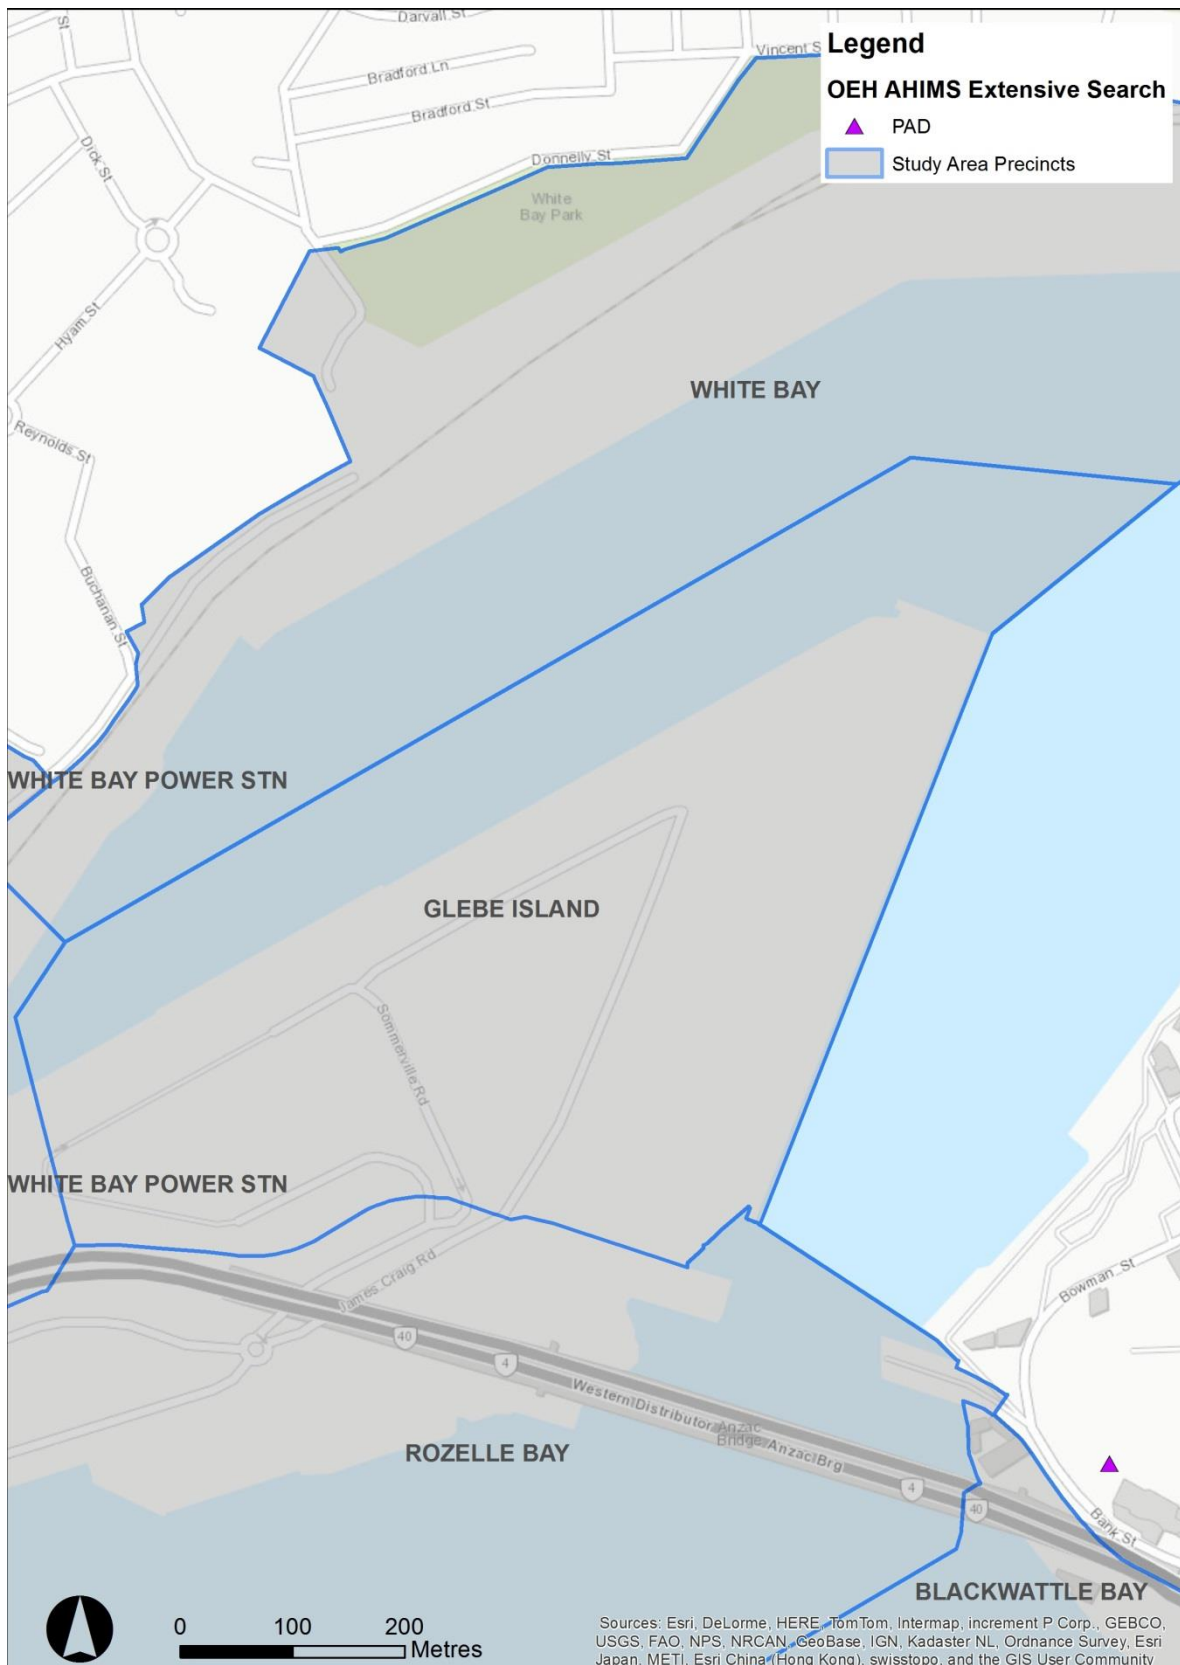 Darvall St
St
Bradford Ln
Bradford St
Vincent S
Legend
OEH AHIMS Extensive Search
PAD
Study Area Precincts
Dick St
Donnelly St
White
Bay Park
Hyam St
WHITE BAY
Reynolds St
Buchanan St
WHITE BAY POWER STN
GLEBE ISLAND
Sommerville Rd
WHITE BAY POWER STN
James Craig Rd
Bowman St
40
4
Western Distributor
Anzac
Bridge
Anzac Brg
ROZELLE BAY
4
40
Bank St
BLACKWATTLE BAY
0 100 200
Metres
Sources: Esri, DeLorme, HERE, TomTom, Intermap, increment P Corp., GEBCO,
USGS, FAO, NPS, NRCAN, GeoBase, IGN, Kadaster NL, Ordnance Survey, Esri
Japan, METI, Esri China (Hong Kong), swisstopo, and the GIS User Community